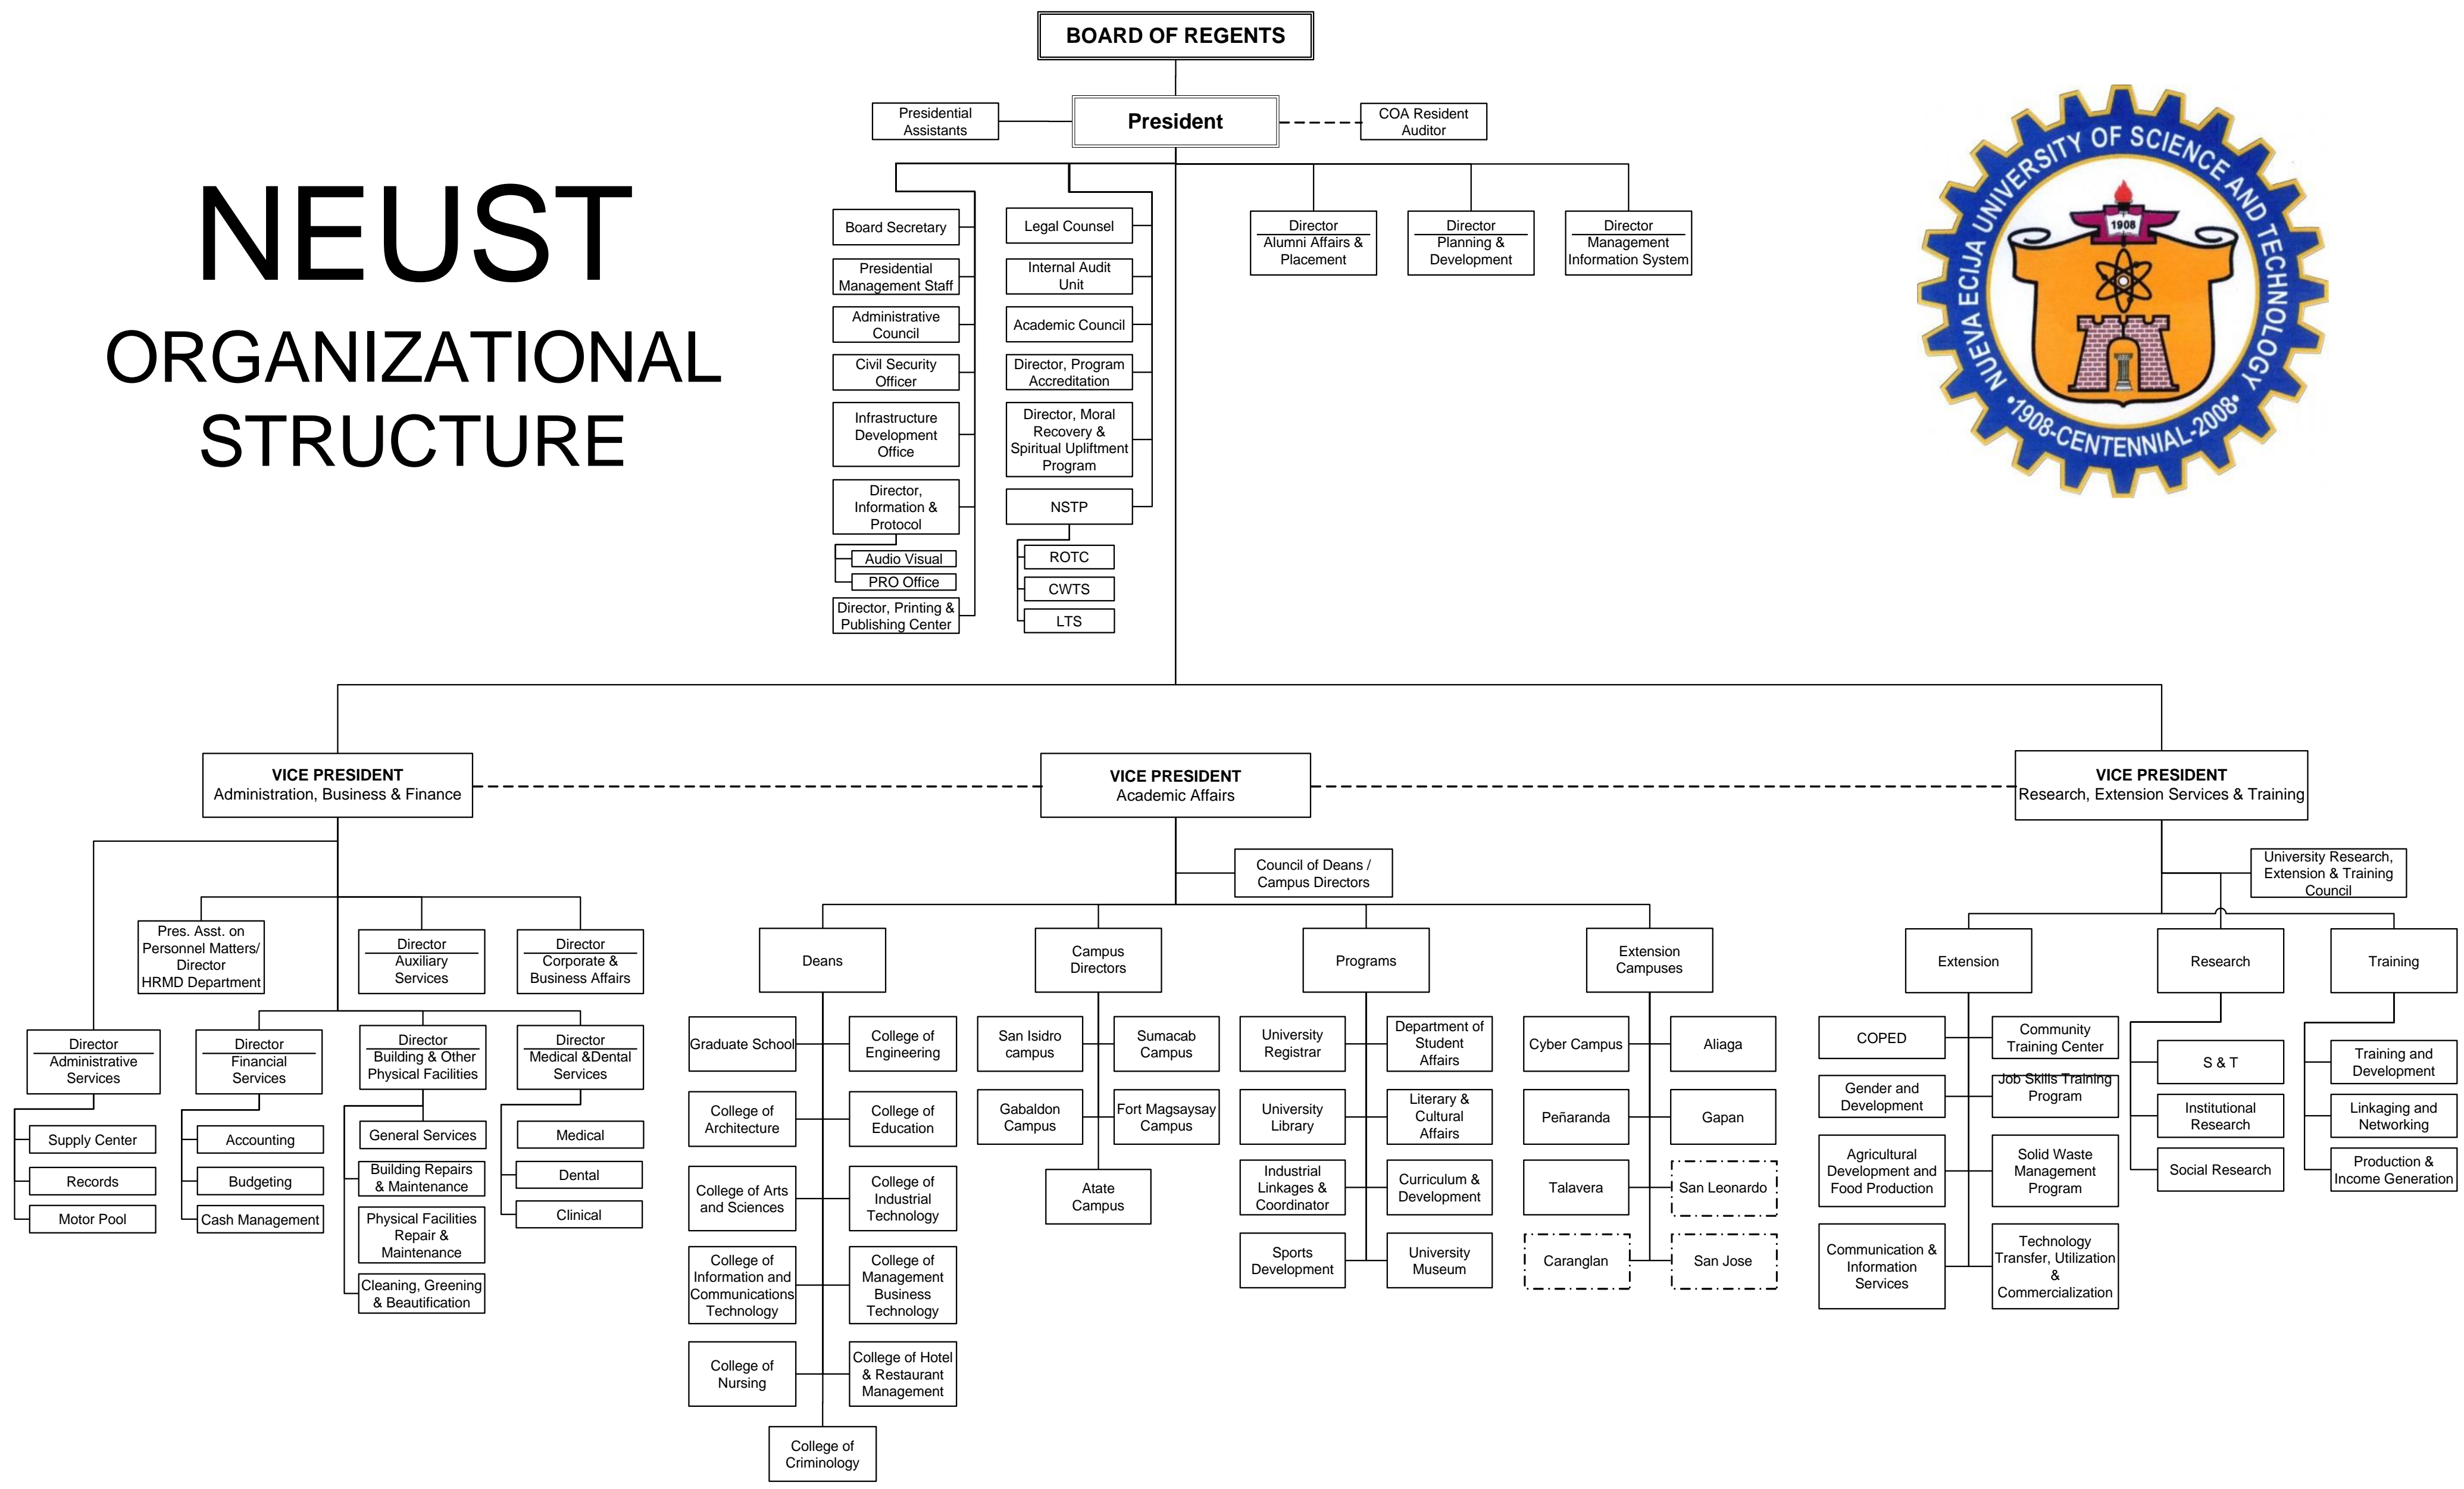 BOARD OF REGENTS
Presidential
Assistants
President
COA Resident
Auditor
NEUST
ORGANIZATIONAL
STRUCTURE
Board Secretary
Presidential
Management Staff
Administrative
Council
Civil Security
Officer
Infrastructure
Development
Office
Director,
Information &
Protocol
Audio Visual
PRO Office
Director, Printing &
Publishing Center
Legal Counsel
Internal Audit
Unit
Academic Council
Director, Program
Accreditation
Director, Moral
Recovery &
Spiritual Upliftment
Program
NSTP
ROTC
CWTS
LTS
Director
Alumni Affairs &
Placement
Director
Planning &
Development
Director
Management
Information System
NUEVA ECIJA UNIVERSITY OF SCIENCE AND TECHNOLOGY
1908
•1908-CENTENNIAL-2008•
VICE PRESIDENT
Administration, Business & Finance
VICE PRESIDENT
Academic Affairs
VICE PRESIDENT
Research, Extension Services & Training
Pres. Asst. on
Personnel Matters/
Director
HRMD Department
Director
Auxiliary
Services
Director
Corporate &
Business Affairs
Director
Administrative
Services
Supply Center
Records
Motor Pool
Director
Financial
Services
Accounting
Budgeting
Cash Management
Director
Building & Other
Physical Facilities
General Services
Building Repairs
& Maintenance
Physical Facilities
Repair &
Maintenance
Cleaning, Greening
& Beautification
Director
Medical &Dental
Services
Medical
Dental
Clinical
Council of Deans /
Campus Directors
Deans
Graduate School
College of
Engineering
College of
Architecture
College of
Education
College of Arts
and Sciences
College of
Industrial
Technology
College of
Information and
Communications
Technology
College of
Management
Business
Technology
College of
Nursing
College of Hotel
& Restaurant
Management
College of
Criminology
Campus
Directors
San Isidro
campus
Sumacab
Campus
Gabaldon
Campus
Fort Magsaysay
Campus
Atate
Campus
Programs
University
Registrar
Department of
Student
Affairs
University
Library
Literary &
Cultural
Affairs
Industrial
Linkages &
Coordinator
Curriculum &
Development
Sports
Development
University
Museum
Extension
Campuses
Cyber Campus
Aliaga
Peñaranda
Gapan
Talavera
San Leonardo
Caranglan
San Jose
University Research,
Extension & Training
Council
Extension
COPED
Community
Training Center
Gender and
Development
Job Skills Training
Program
Agricultural
Development and
Food Production
Solid Waste
Management
Program
Communication &
Information
Services
Technology
Transfer, Utilization
&
Commercialization
Research
S & T
Institutional
Research
Social Research
Training
Training and
Development
Linkaging and
Networking
Production &
Income Generation